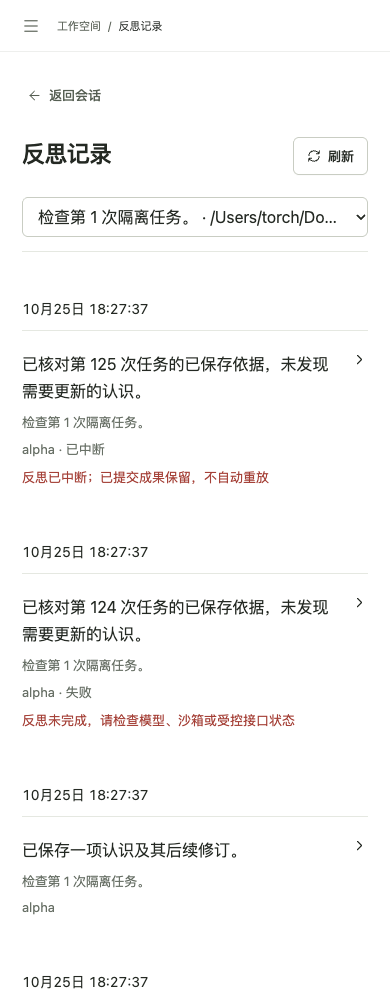 工作空间 / 反思记录
返回会话
反思记录
刷新
检查第 1 次隔离任务。 · /Users/torch/Do...
10月25日 18:27:37
已核对第 125 次任务的已保存依据，未发现
需要更新的认识。
检查第 1 次隔离任务。
alpha · 已中断
反思已中断；已提交成果保留，不自动重放
10月25日 18:27:37
已核对第 124 次任务的已保存依据，未发现
需要更新的认识。
检查第 1 次隔离任务。
alpha · 失败
反思未完成，请检查模型、沙箱或受控接口状态
10月25日 18:27:37
已保存一项认识及其后续修订。
检查第 1 次隔离任务。
alpha
10月25日 18:27:37